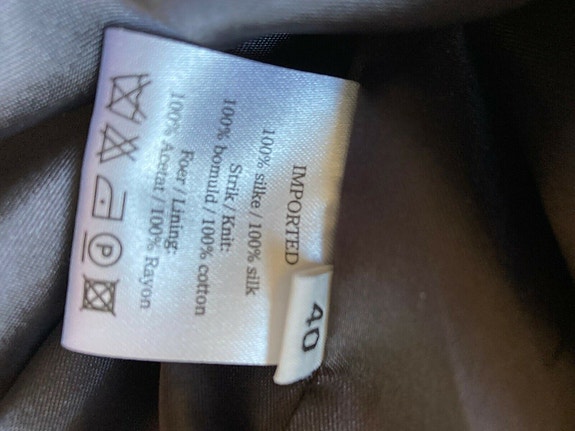 IMPORTED
100% silke / 100% silk
Strik / Knit:
100% bomuld / 100% cotton
Foer / Lining:
100% Acetat / 100% Rayon
P
40